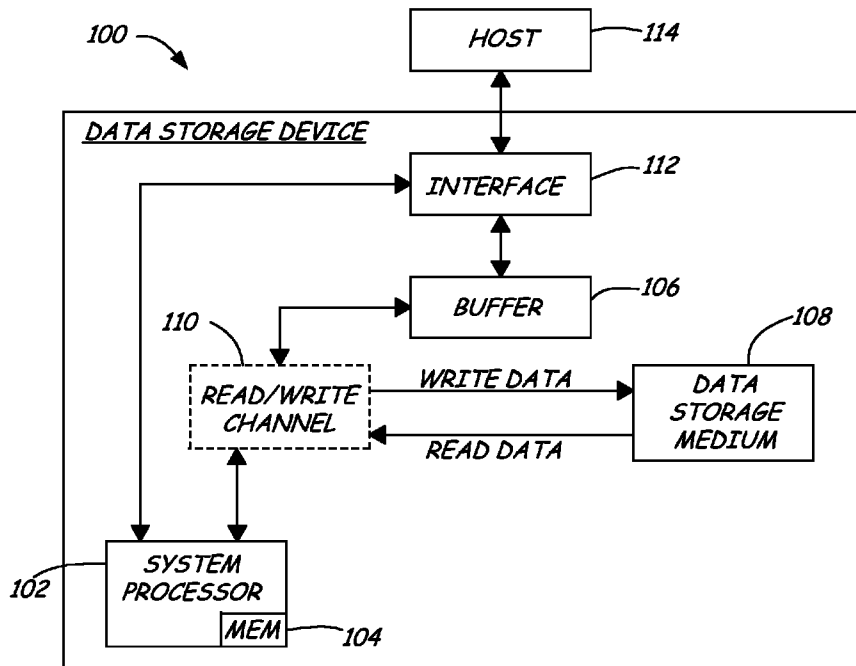 100
HOST
114
DATA STORAGE DEVICE
INTERFACE
112
BUFFER
106
110
108
READ/WRITE
CHANNEL
WRITE DATA
READ DATA
DATA
STORAGE
MEDIUM
SYSTEM
PROCESSOR
102
MEM
104